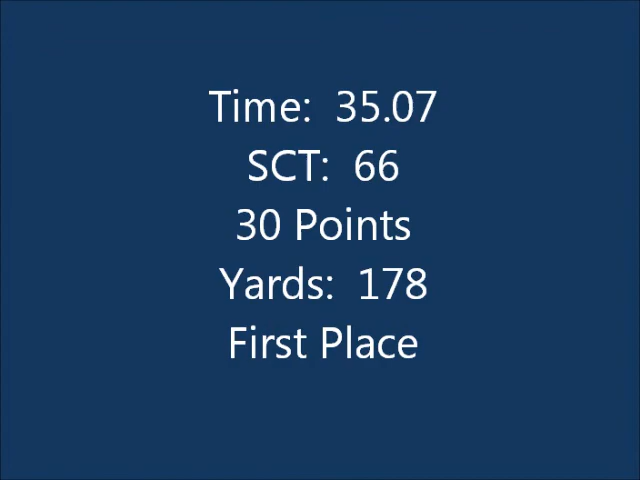 Time:  35.07
SCT:  66
30 Points
Yards:  178
First Place